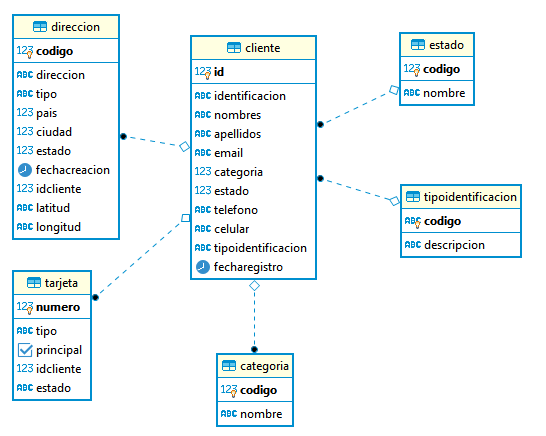 direccion
123 codigo
ABC direccion
ABC tipo
123 pais
123 ciudad
123 estado
fechacreacion
123 idcliente
ABC latitud
ABC longitud
cliente
123 id
ABC identificacion
ABC nombres
ABC apellidos
ABC email
123 categoria
123 estado
ABC telefono
ABC celular
ABC tipoidentificacion
fecharegistro
estado
123 codigo
ABC nombre
tipoidentificacion
ABC codigo
ABC descripcion
tarjeta
123 numero
ABC tipo
principal
123 idcliente
ABC estado
categoria
123 codigo
ABC nombre